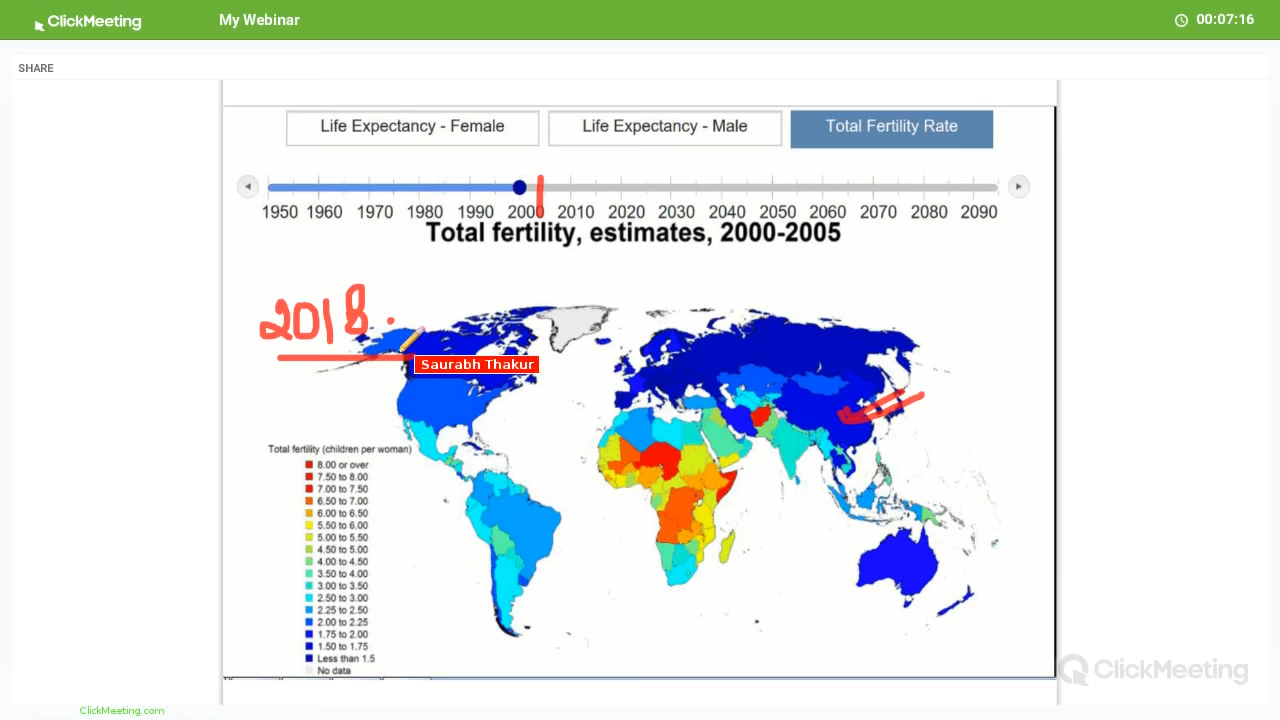 ClickMeeting
My Webinar
00:07:16
SHARE
Life Expectancy - Female
Life Expectancy - Male
Total Fertility Rate
1950 1960 1970 1980 1990 2000 2010 2020 2030 2040 2050 2060 2070 2080 2090
Total fertility, estimates, 2000-2005
2018.
Saurabh Thakur
Total fertility (children per woman)
8.00 or over
7.50 to 8.00
7.00 to 7.50
6.50 to 7.00
6.00 to 6.50
5.50 to 6.00
5.00 to 5.50
4.50 to 5.00
4.00 to 4.50
3.50 to 4.00
3.00 to 3.50
2.50 to 3.00
2.25 to 2.50
2.00 to 2.25
1.75 to 2.00
1.50 to 1.75
Less than 1.5
No data
ClickMeeting
ClickMeeting.com